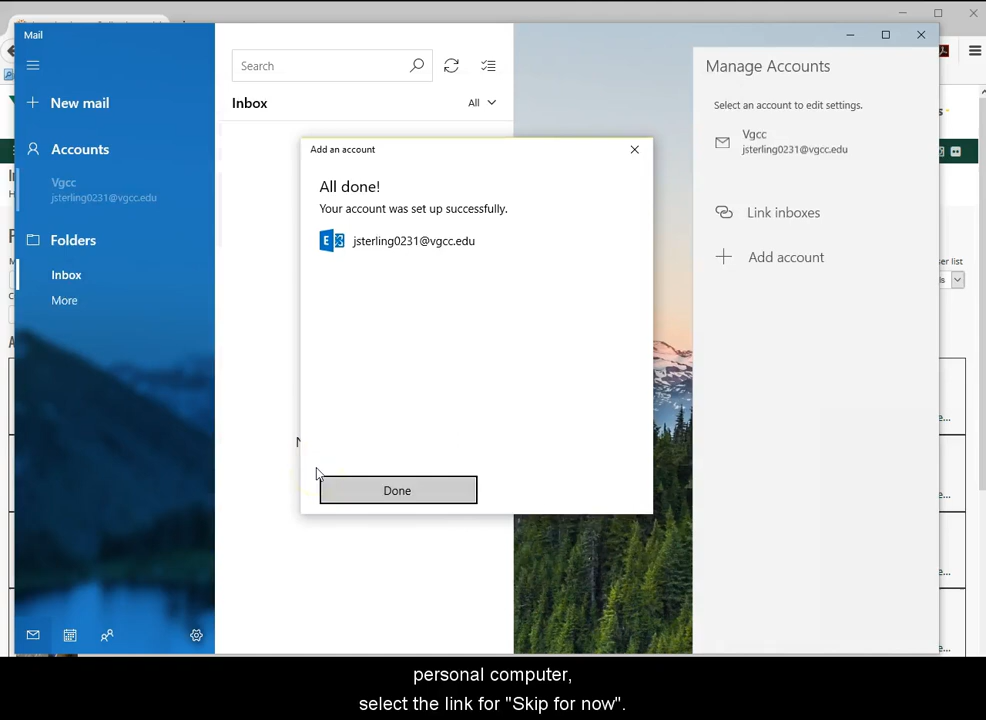 Mail
New mail
Accounts
Vgcc
jsterling0231@vgcc.edu
Folders
Inbox
More
Search
Inbox
All
Add an account
All done!
Your account was set up successfully.
jsterling0231@vgcc.edu
Done
Manage Accounts
Select an account to edit settings.
Vgcc
jsterling0231@vgcc.edu
Link inboxes
Add account
personal computer,
select the link for "Skip for now".